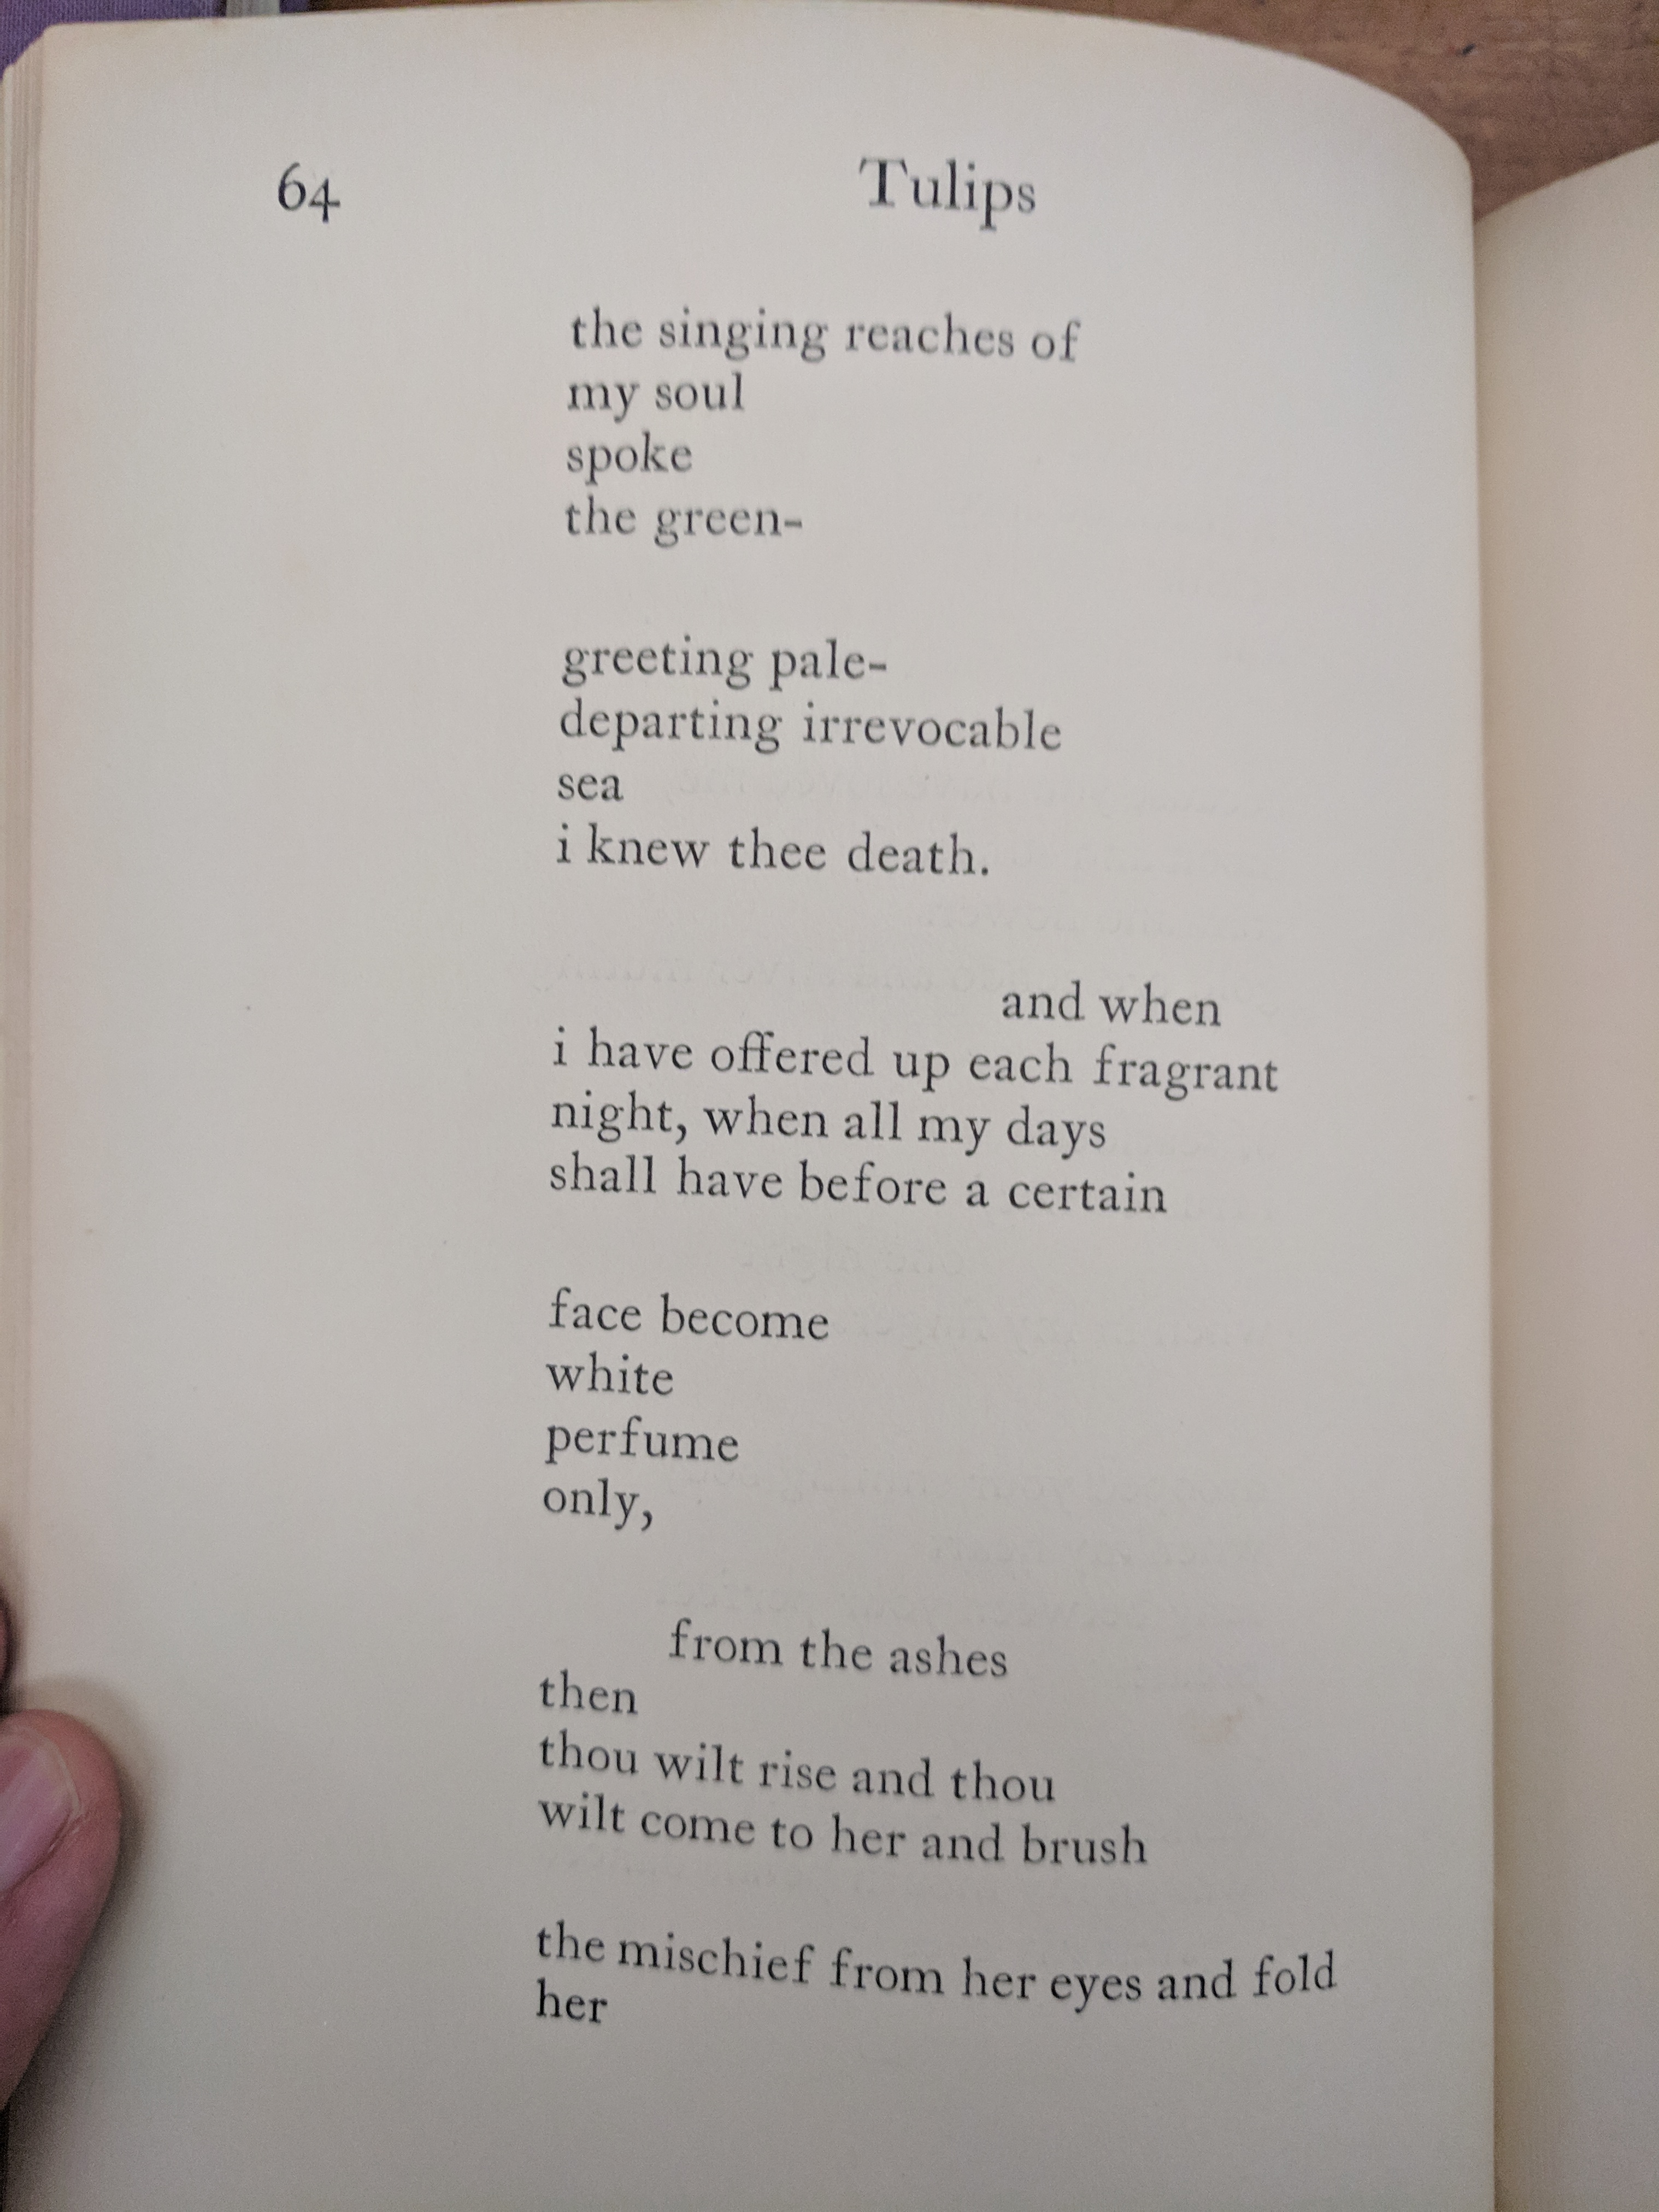 64 Tulips
the singing reaches of
my soul
spoke
the green-
greeting pale-
departing irrevocable
sea
i knew thee death.
and when
i have offered up each fragrant
night, when all my days
shall have before a certain
face become
white
perfume
only,
from the ashes
then
thou wilt rise and thou
wilt come to her and brush
the mischief from her eyes and fold
her